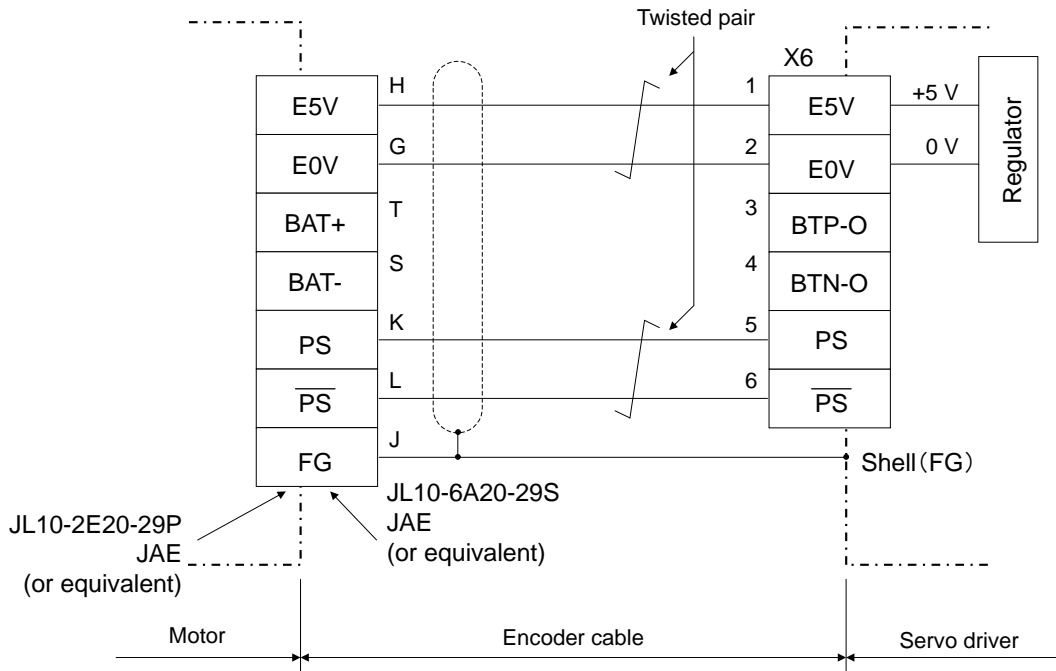 Twisted pair
X6
E5V
H
1
E5V
+5 V
Regulator
E0V
G
2
E0V
0 V
BAT+
T
3
BTP-O
BAT-
S
4
BTN-O
PS
K
5
PS
P̅S̅
L
6
P̅S̅
FG
J
Shell（FG）
JL10-2E20-29P
JAE
(or equivalent)
JL10-6A20-29S
JAE
(or equivalent)
Motor
Encoder cable
Servo driver